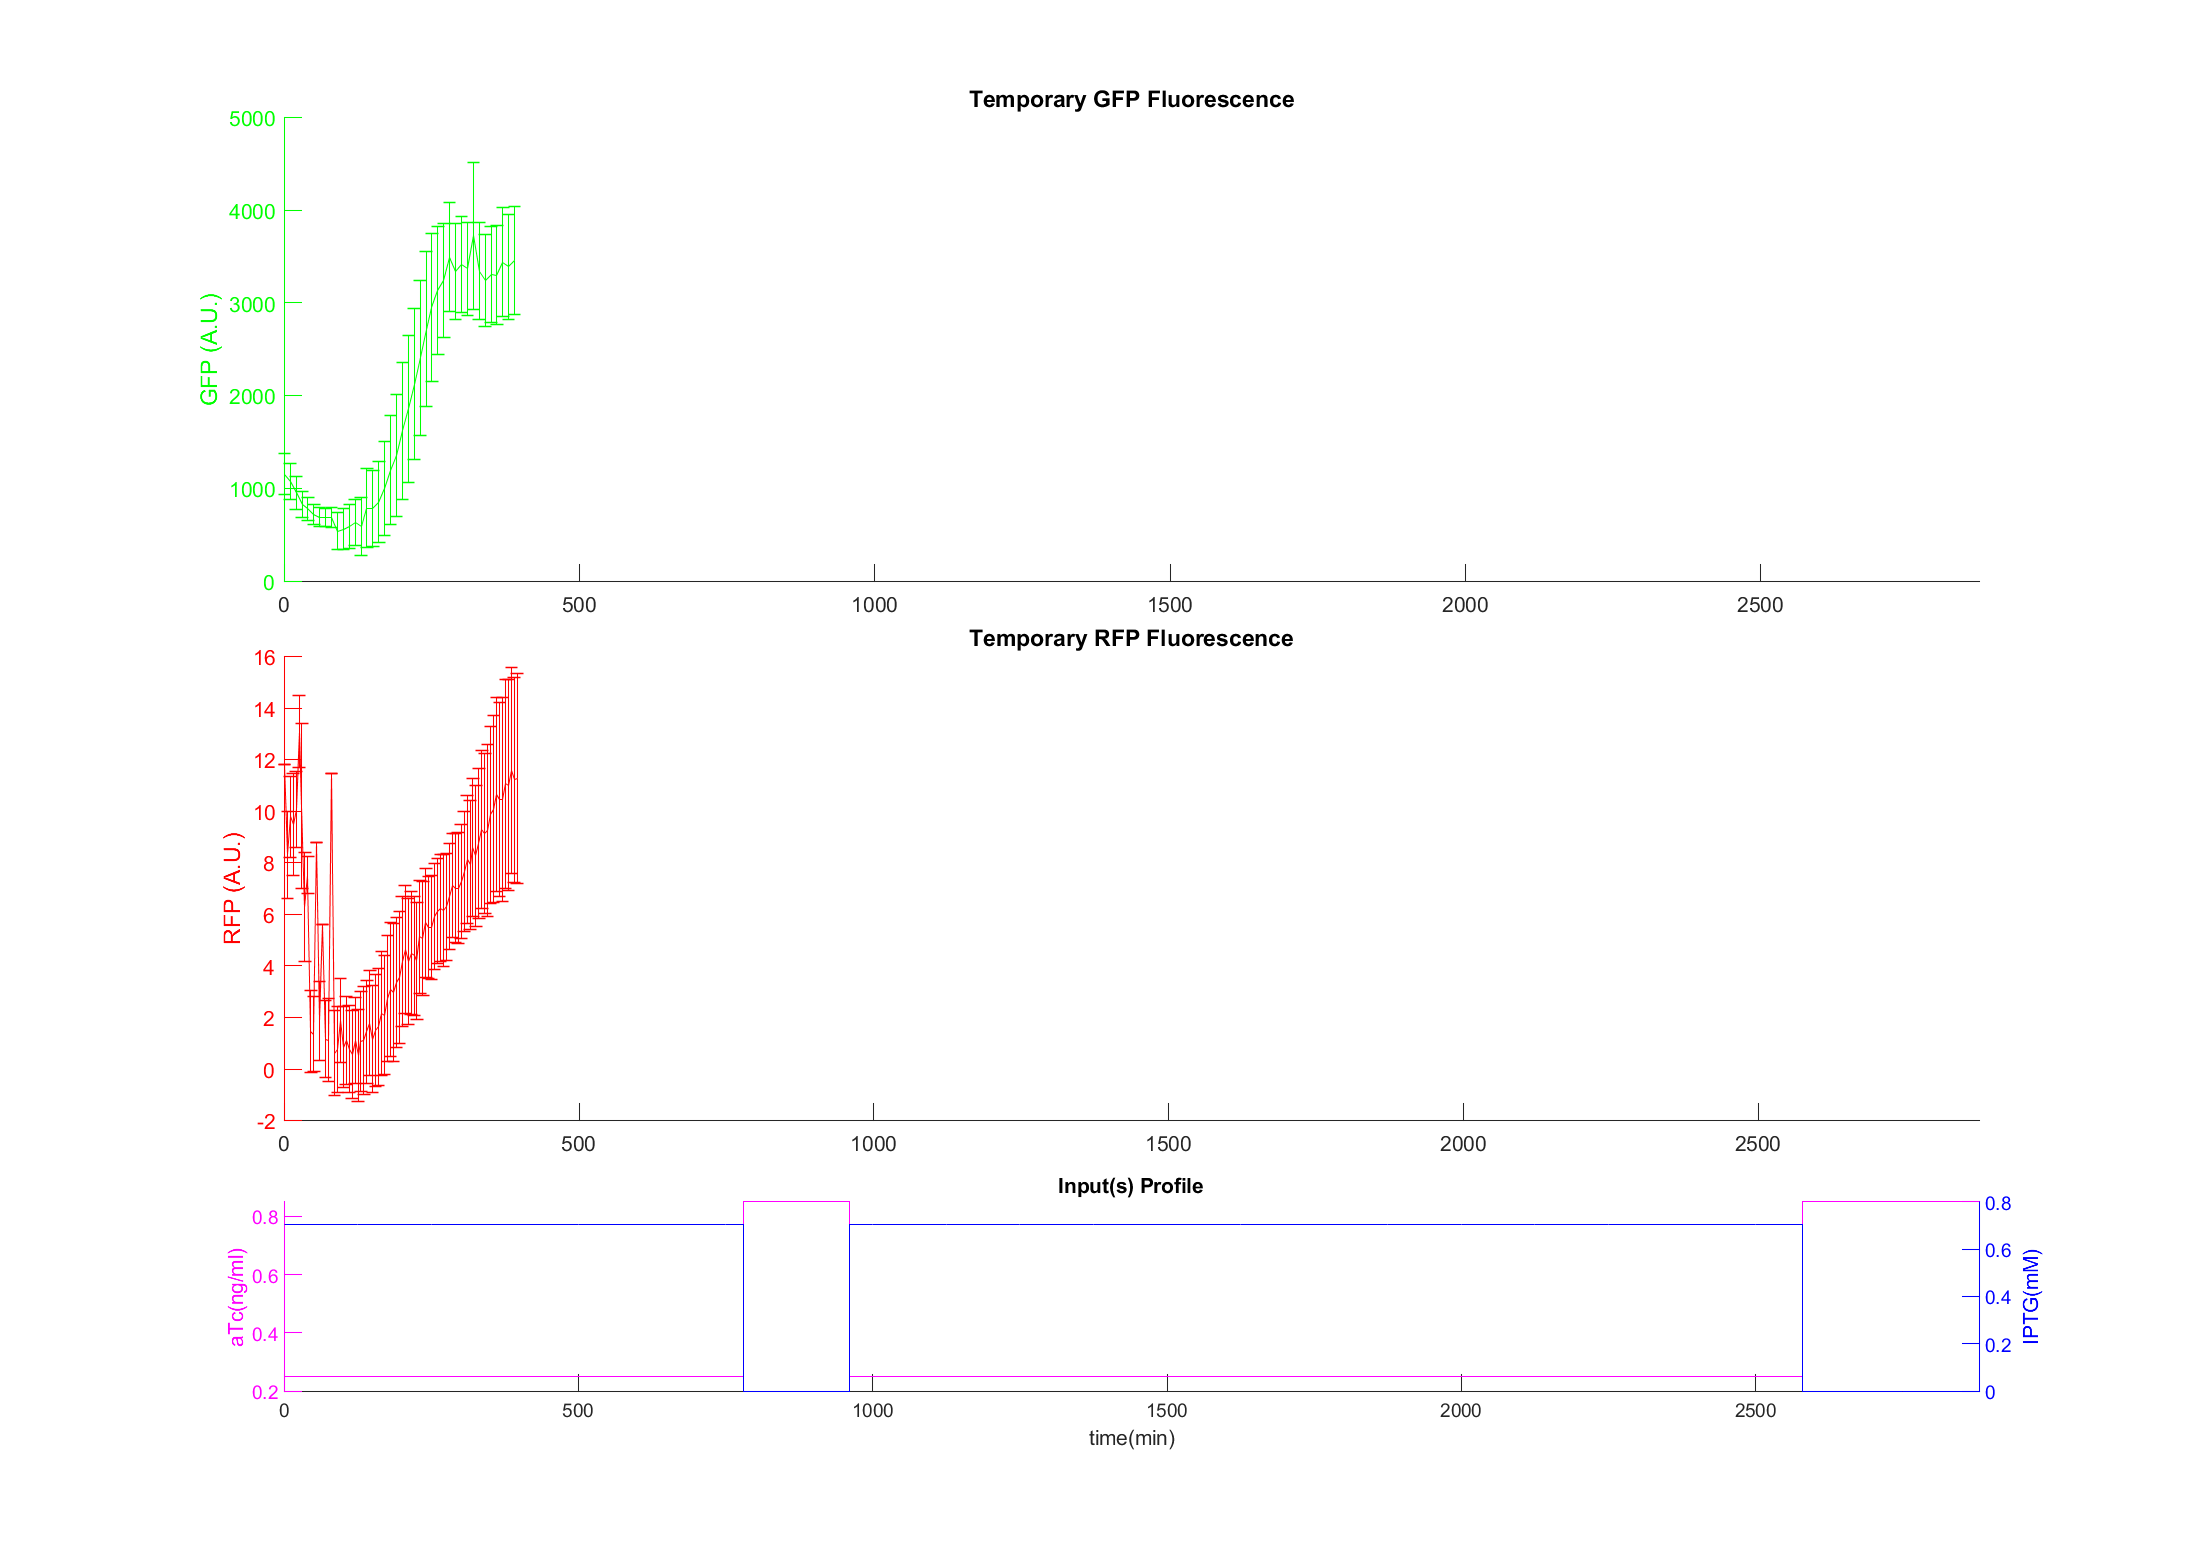 Temporary GFP Fluorescence
5000
4000
3000
2000
1000
0
GFP (A.U.)
0 500 1000 1500 2000 2500
Temporary RFP Fluorescence
16
14
12
10
8
6
4
2
0
-2
RFP (A.U.)
0 500 1000 1500 2000 2500
Input(s) Profile
0.8
0.6
0.4
0.2
aTc(ng/ml)
0.8
0.6
0.4
0.2
0
IPTG(mM)
0 500 1000 1500 2000 2500
time(min)